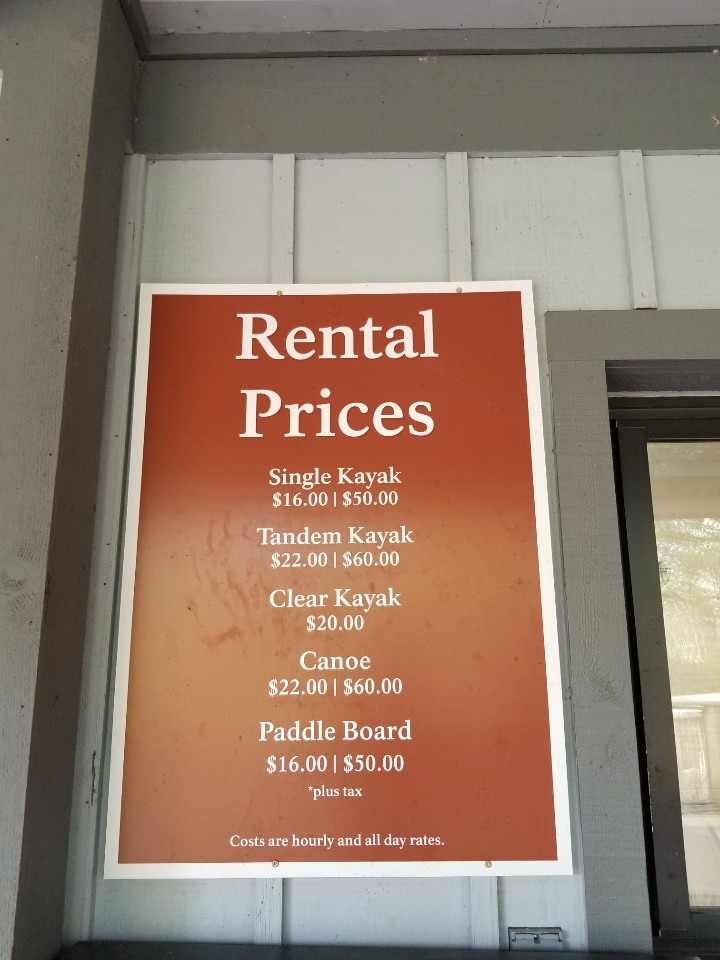 Rental
Prices
Single Kayak
$16.00 | $50.00
Tandem Kayak
$22.00 | $60.00
Clear Kayak
$20.00
Canoe
$22.00 | $60.00
Paddle Board
$16.00 | $50.00
*plus tax
Costs are hourly and all day rates.